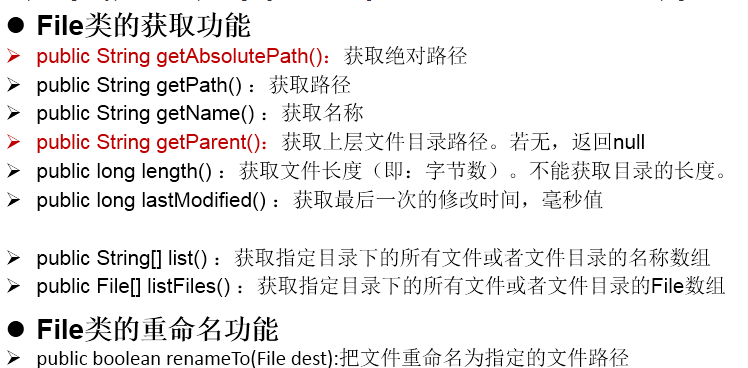 ● File类的获取功能
➢ public String getAbsolutePath()：获取绝对路径
➢ public String getPath() ：获取路径
➢ public String getName() ：获取名称
➢ public String getParent()：获取上层文件目录路径。若无，返回null
➢ public long length() ：获取文件长度（即：字节数）。不能获取目录的长度。
➢ public long lastModified() ：获取最后一次的修改时间，毫秒值
➢ public String[] list() ：获取指定目录下的所有文件或者文件目录的名称数组
➢ public File[] listFiles() ：获取指定目录下的所有文件或者文件目录的File数组
● File类的重命名功能
➢ public boolean renameTo(File dest):把文件重命名为指定的文件路径